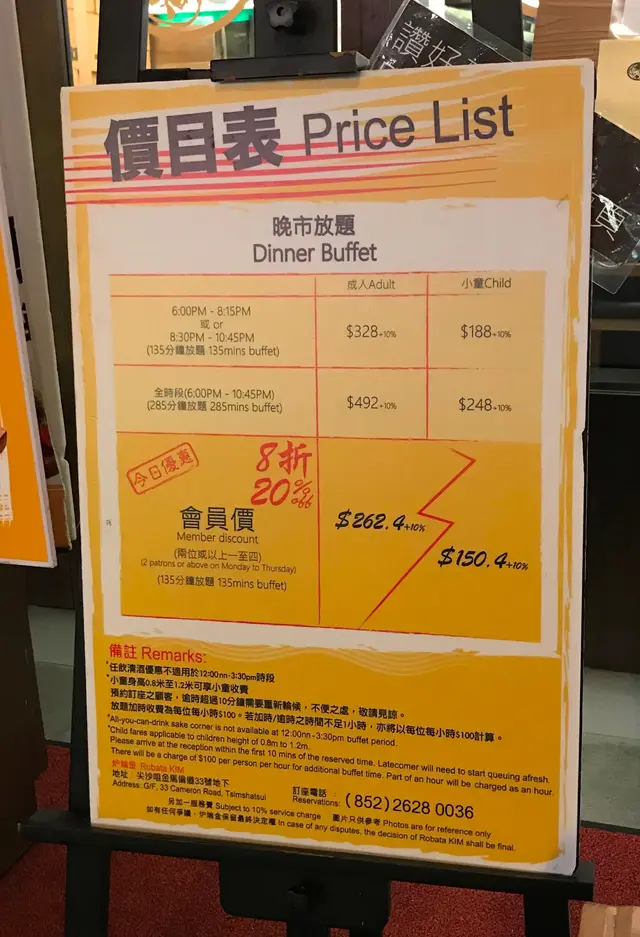 讚好
價目表 Price List
晚市放題
Dinner Buffet
成人Adult
小童Child
6:00PM - 8:15PM
或 or
8:30PM - 10:45PM
(135分鐘放題 135mins buffet)
$328+10%
$188+10%
全時段(6:00PM - 10:45PM)
(285分鐘放題 285mins buffet)
$492+10%
$248+10%
今日優惠
8折
20% off
會員價
Member discount
(兩位或以上一至四)
(2 patrons or above on Monday to Thursday)
(135分鐘放題 135mins buffet)
$262.4+10%
$150.4+10%
備註 Remarks:
*任飲清酒優惠不適用於12:00nn-3:30pm時段
*小童身高0.8米至1.2米可享小童收費
預約訂座之顧客，逾時超過10分鐘需要重新輪候，不便之處，敬請見諒。
放題加時收費為每位每小時$100。若加時/逾時之時間不足1小時，亦將以每位每小時$100計算。
*All-you-can-drink sake corner is not available at 12:00nn-3:30pm buffet period.
*Child fares applicable to children height of 0.8m to 1.2m.
Please arrive at the reception within the first 10 mins of the reserved time. Latecomer will need to start queuing afresh.
There will be a charge of $100 per person per hour for additional buffet time. Part of an hour will be charged as an hour.
炉端金 Robata KIM
地址：尖沙咀金馬倫道33號地下
Address: G/F, 33 Cameron Road, Tsimshatsui
訂座電話：
Reservations: (852) 2628 0036
另加一服務費 Subject to 10% service charge 圖片只供參考 Photos are for reference only
如有任何爭議，炉端金保留最終決定權 In case of any disputes, the decision of Robata KIM shall be final.